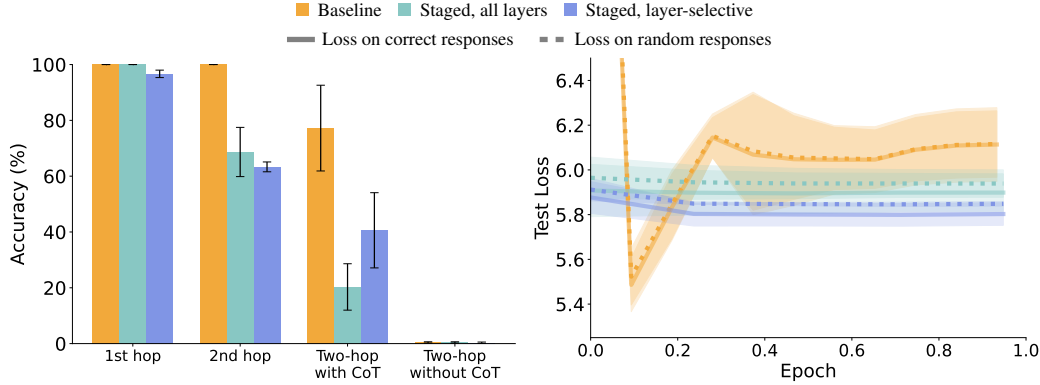 Baseline Staged, all layers Staged, layer-selective
Loss on correct responses Loss on random responses
Accuracy (%)
100
80
60
40
20
0
1st hop
2nd hop
Two-hop
with CoT
Two-hop
without CoT
Test Loss
6.4
6.2
6.0
5.8
5.6
5.4
0.0 0.2 0.4 0.6 0.8 1.0
Epoch